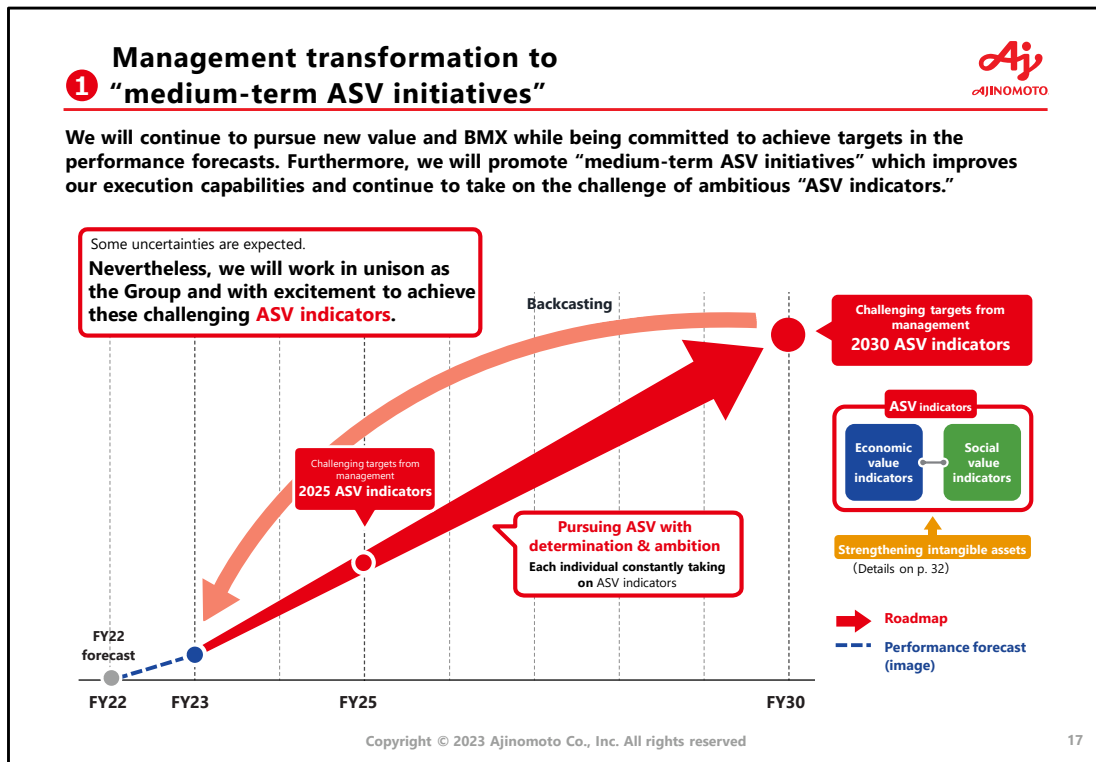 Management transformation to
1 “medium-term ASV initiatives”
Aj
AJINOMOTO
We will continue to pursue new value and BMX while being committed to achieve targets in the
performance forecasts. Furthermore, we will promote “medium-term ASV initiatives” which improves
our execution capabilities and continue to take on the challenge of ambitious “ASV indicators.”
Some uncertainties are expected.
Nevertheless, we will work in unison as
the Group and with excitement to achieve
these challenging ASV indicators.
Backcasting
Challenging targets from
management
2030 ASV indicators
ASV indicators
Economic
value
indicators
Social
value
indicators
Strengthening intangible assets
(Details on p. 32)
Challenging targets from
management
2025 ASV indicators
Pursuing ASV with
determination & ambition
Each individual constantly taking
on ASV indicators
Roadmap
Performance forecast
(image)
FY22
forecast
FY22
FY23
FY25
FY30
Copyright © 2023 Ajinomoto Co., Inc. All rights reserved
17